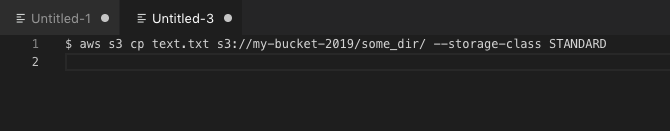 Untitled-1 Untitled-3
1 $ aws s3 cp text.txt s3://my-bucket-2019/some_dir/ --storage-class STANDARD
2